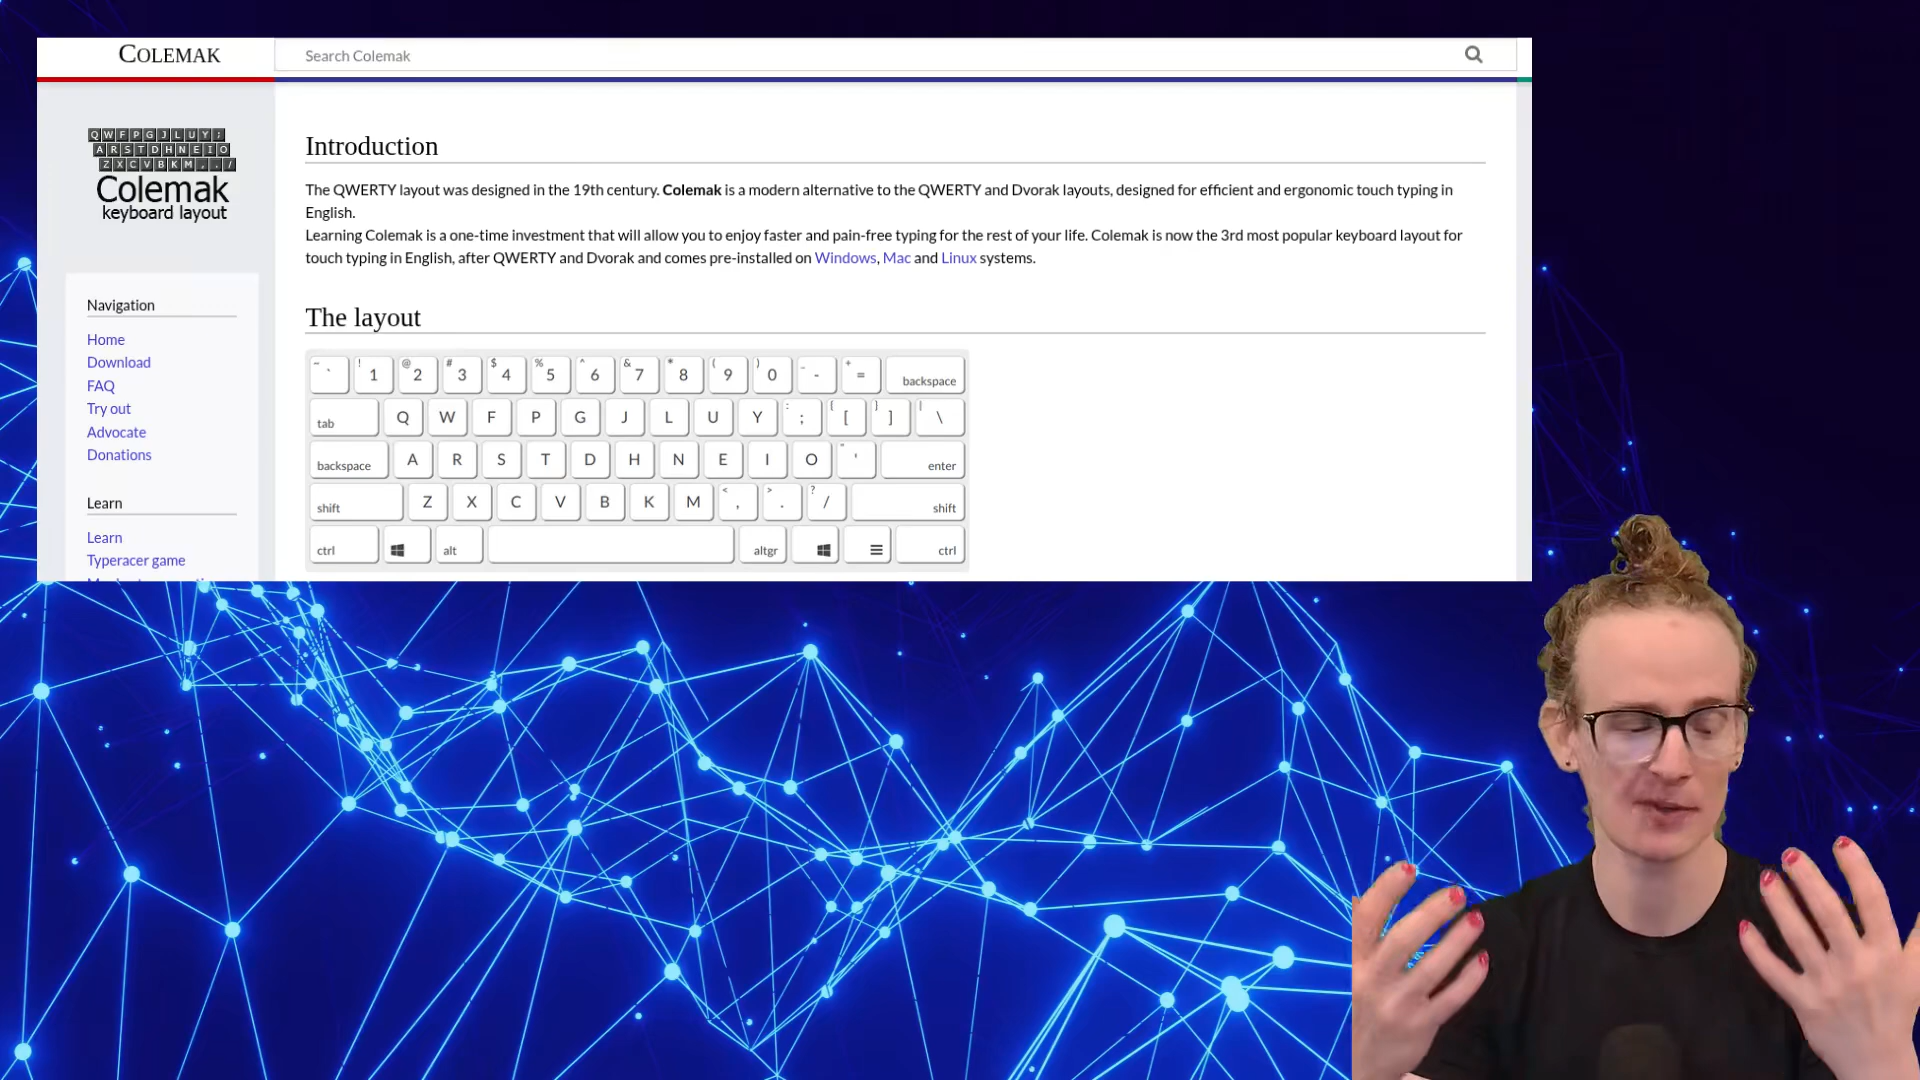 COLEMAK
Search Colemak
Q W F P G J L U Y ;
A R S T D H N E I O
Z X C V B K M , . /
Colemak
keyboard layout
Navigation
Home
Download
FAQ
Try out
Advocate
Donations
Learn
Learn
Typeracer game
Introduction
The QWERTY layout was designed in the 19th century. Colemak is a modern alternative to the QWERTY and Dvorak layouts, designed for efficient and ergonomic touch typing in
English.
Learning Colemak is a one-time investment that will allow you to enjoy faster and pain-free typing for the rest of your life. Colemak is now the 3rd most popular keyboard layout for
touch typing in English, after QWERTY and Dvorak and comes pre-installed on Windows, Mac and Linux systems.
The layout
~ ` ! 1 @ 2 # 3 $ 4 % 5 ^ 6 & 7 * 8 ( 9 ) 0 _ - + = backspace
tab Q W F P G J L U Y : ; { [ } ] | \
backspace A R S T D H N E I O " ' enter
shift Z X C V B K M < , > . ? / shift
ctrl alt altgr ctrl